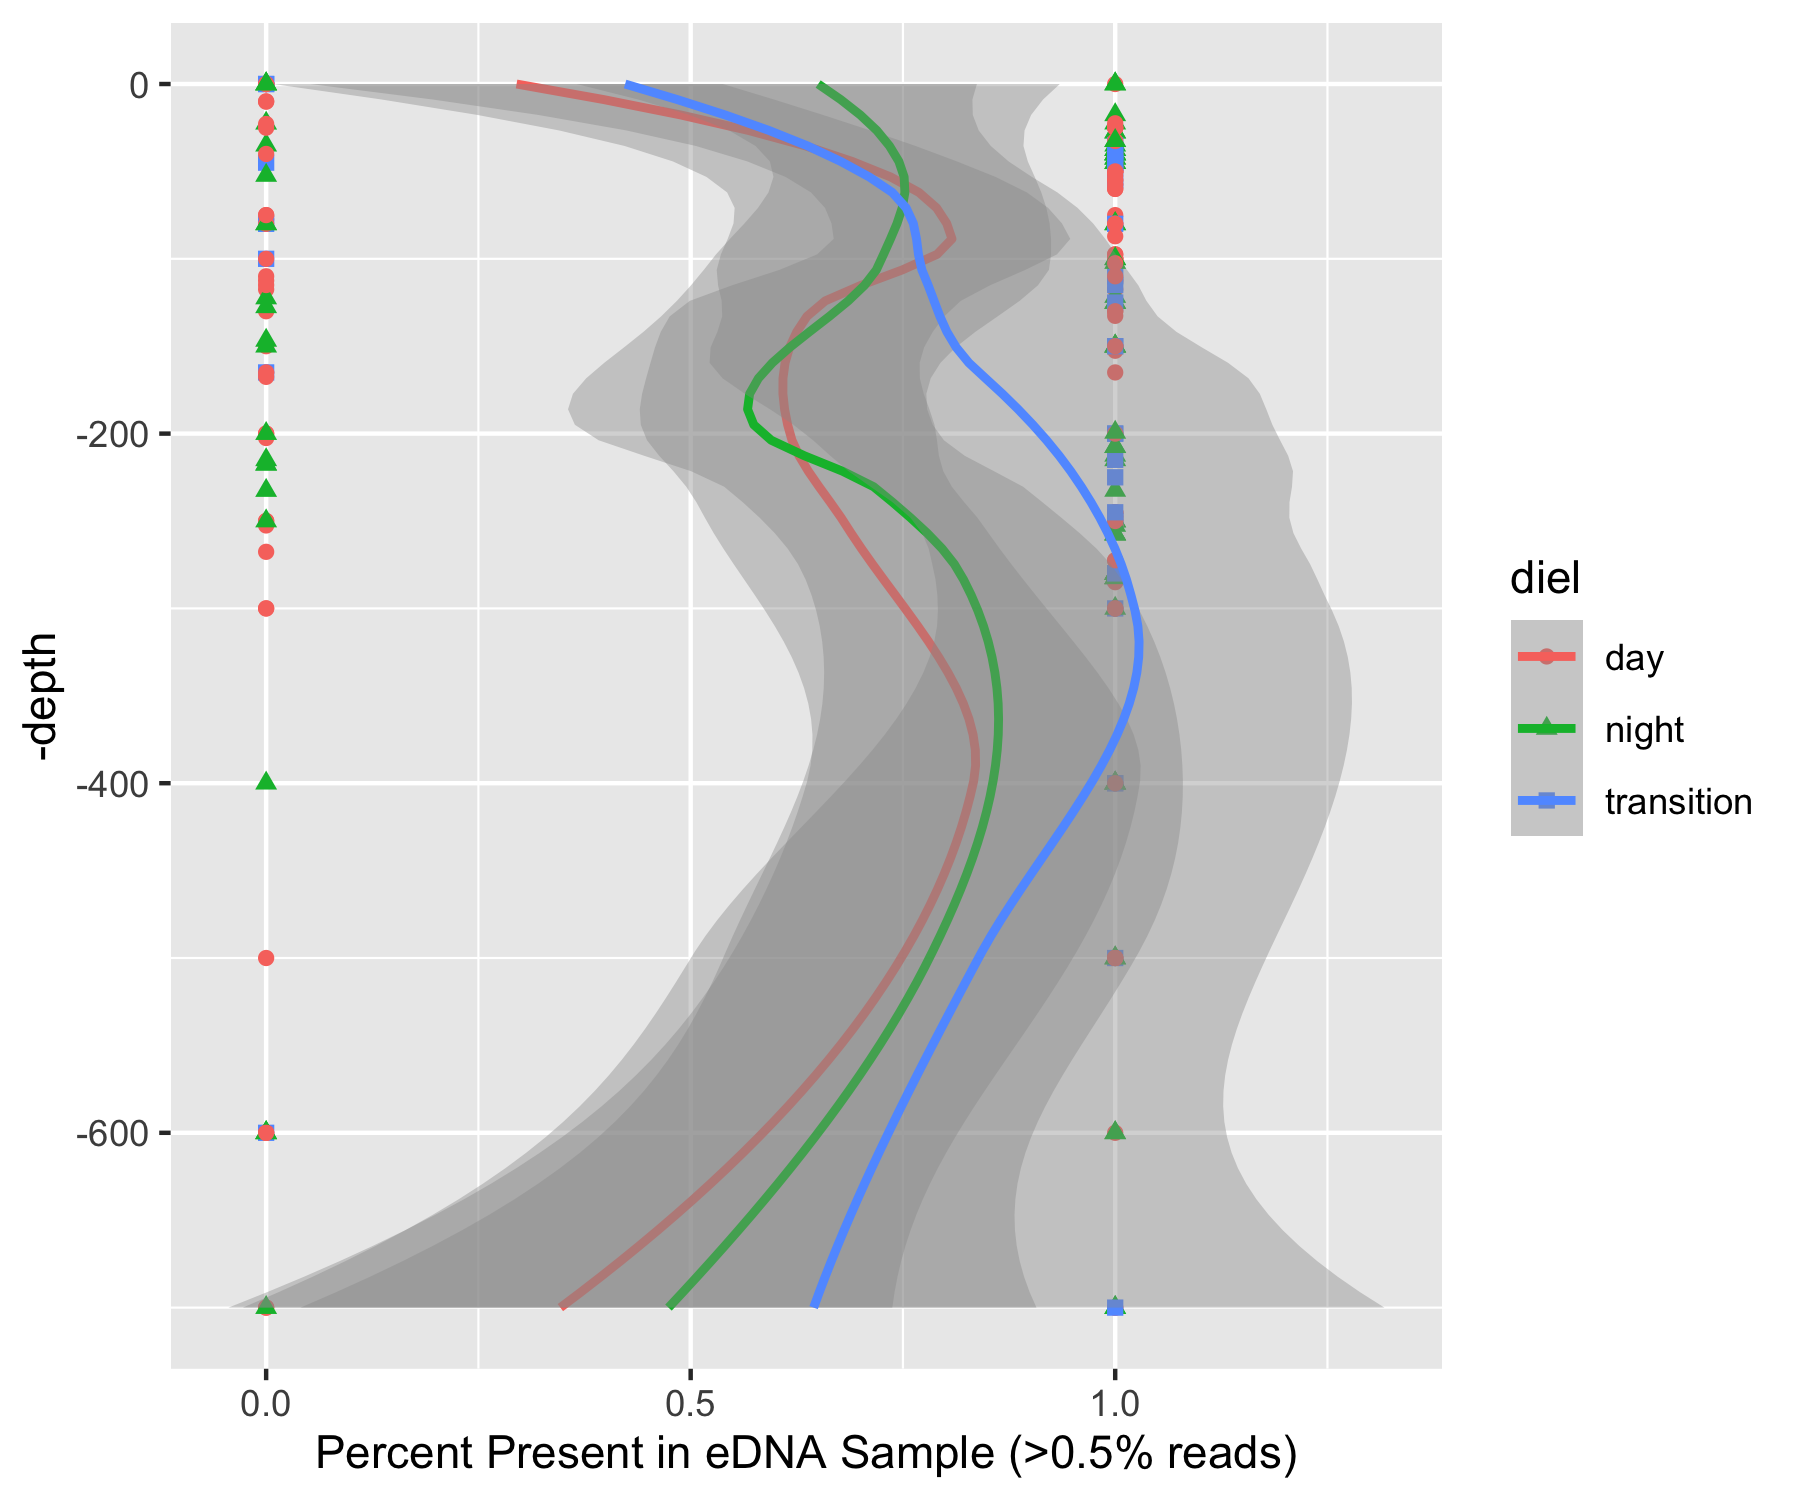 0
-200
-400
-600
-depth
0.0
0.5
1.0
Percent Present in eDNA Sample (>0.5% reads)
diel
day
night
transition